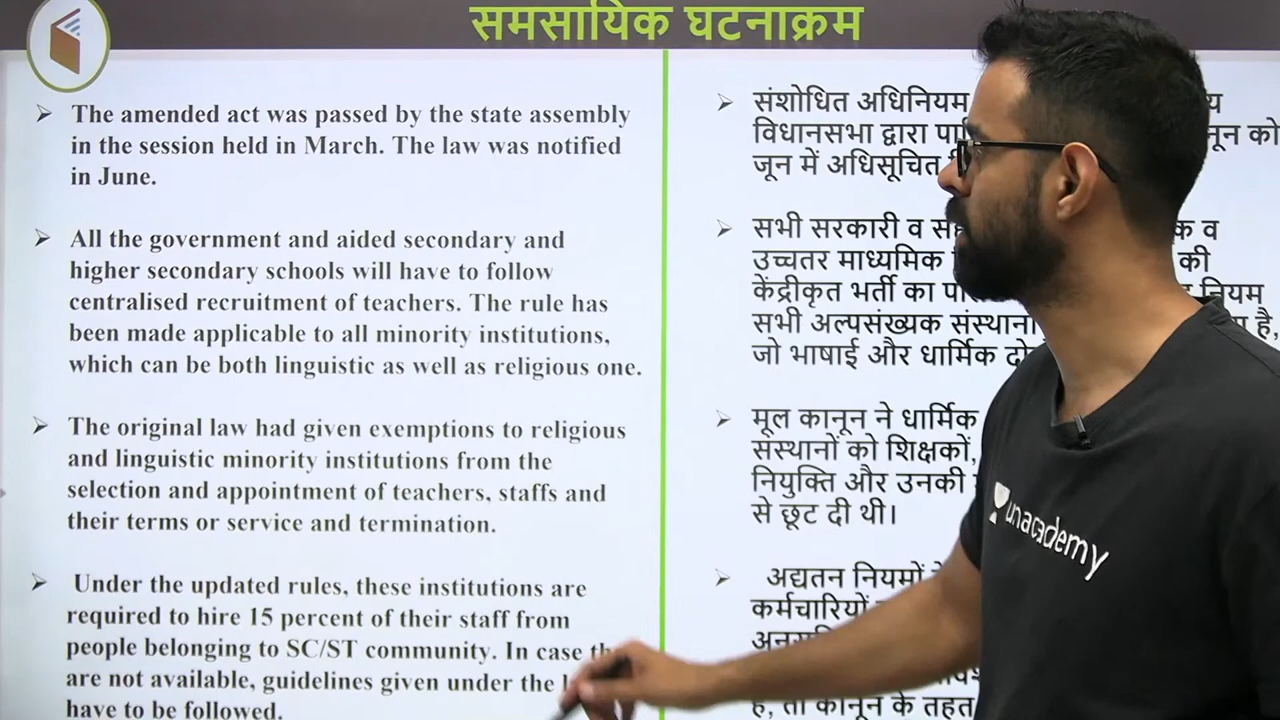 समसायिक घटनाक्रम
The amended act was passed by the state assembly
in the session held in March. The law was notified
in June.
All the government and aided secondary and
higher secondary schools will have to follow
centralised recruitment of teachers. The rule has
been made applicable to all minority institutions,
which can be both linguistic as well as religious one.
The original law had given exemptions to religious
and linguistic minority institutions from the
selection and appointment of teachers, staffs and
their terms or service and termination.
Under the updated rules, these institutions are
required to hire 15 percent of their staff from
people belonging to SC/ST community. In case
are not available, guidelines given under the
have to be followed.
संशोधित अधिनियम
विधानसभा द्वारा को
जून में अधिसूचित
सभी सरकारी व व
उच्चतर माध्यमिक की
केंद्रीकृत भर्ती का नियम
सभी अल्पसंख्यक संस्थानों है,
जो भाषाई और धार्मिक
मूल कानून ने धार्मिक
संस्थानों को शिक्षकों,
नियुक्ति और उनकी
से छूट दी थी।
अद्यतन नियमों
कर्मचारियों
है, तो कानून के तहत
unacademy